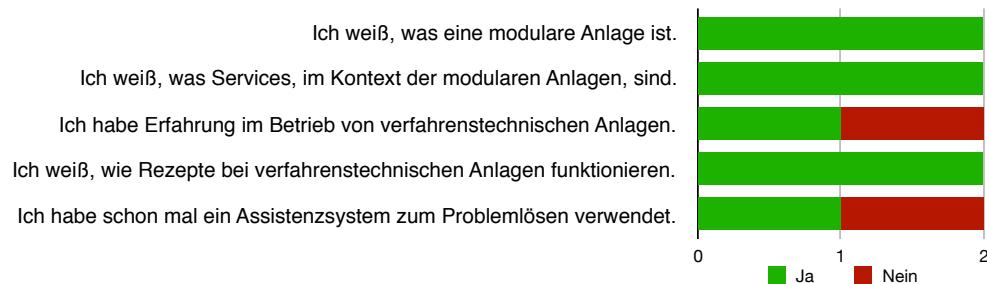 Ich weiß, was eine modulare Anlage ist.
Ich weiß, was Services, im Kontext der modularen Anlagen, sind.
Ich habe Erfahrung im Betrieb von verfahrenstechnischen Anlagen.
Ich weiß, wie Rezepte bei verfahrenstechnischen Anlagen funktionieren.
Ich habe schon mal ein Assistenzsystem zum Problemlösen verwendet.
0 1 2
Ja Nein